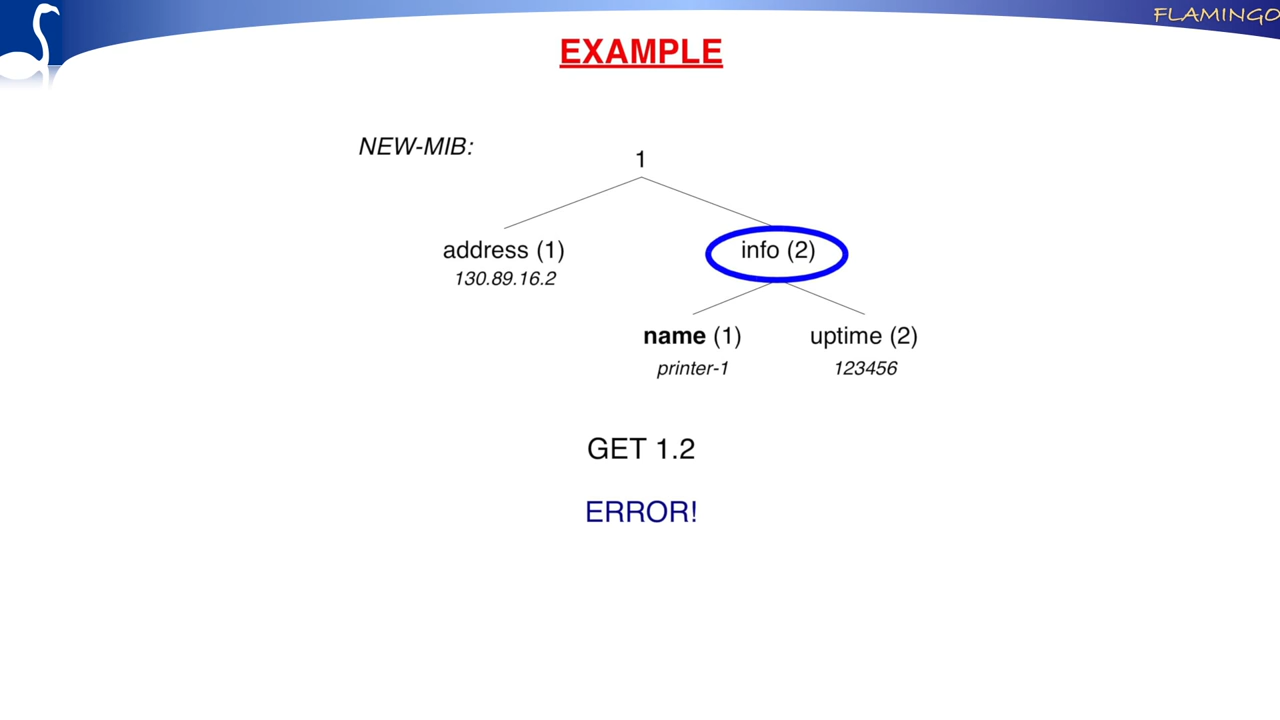 FLAMINGO
EXAMPLE
NEW-MIB:
1
address (1)
info (2)
130.89.16.2
name (1)
uptime (2)
printer-1
123456
GET 1.2
ERROR!